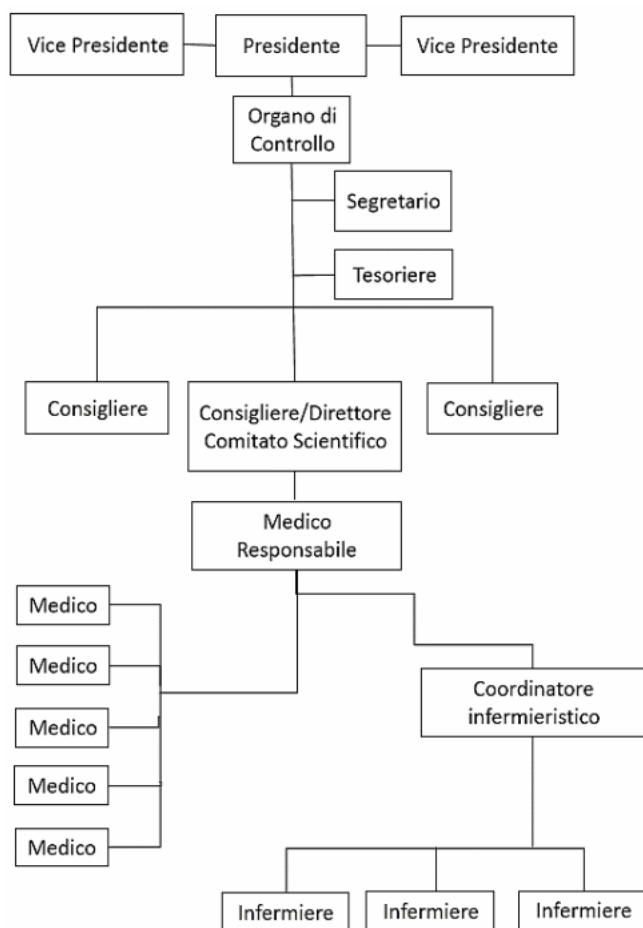 Vice Presidente
Presidente
Vice Presidente
Organo di
Controllo
Segretario
Tesoriere
Consigliere
Consigliere/Direttore
Comitato Scientifico
Consigliere
Medico
Responsabile
Medico
Medico
Medico
Medico
Medico
Coordinatore
infermieristico
Infermiere
Infermiere
Infermiere